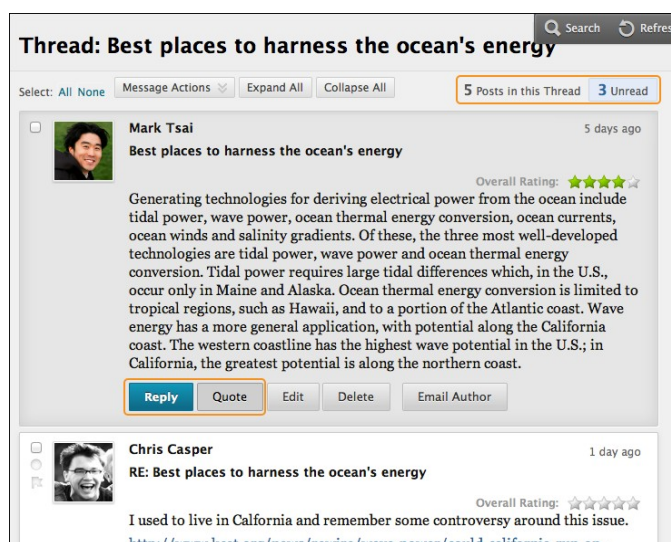 Search Refres
Thread: Best places to harness the ocean's energy
Select: All None Message Actions Expand All Collapse All 5 Posts in this Thread 3 Unread
Mark Tsai 5 days ago
Best places to harness the ocean's energy
Overall Rating:
Generating technologies for deriving electrical power from the ocean include
tidal power, wave power, ocean thermal energy conversion, ocean currents,
ocean winds and salinity gradients. Of these, the three most well-developed
technologies are tidal power, wave power and ocean thermal energy
conversion. Tidal power requires large tidal differences which, in the U.S.,
occur only in Maine and Alaska. Ocean thermal energy conversion is limited to
tropical regions, such as Hawaii, and to a portion of the Atlantic coast. Wave
energy has a more general application, with potential along the California
coast. The western coastline has the highest wave potential in the U.S.; in
California, the greatest potential is along the northern coast.
Reply Quote Edit Delete Email Author
Chris Casper 1 day ago
RE: Best places to harness the ocean's energy
Overall Rating:
I used to live in Calfornia and remember some controversy around this issue.